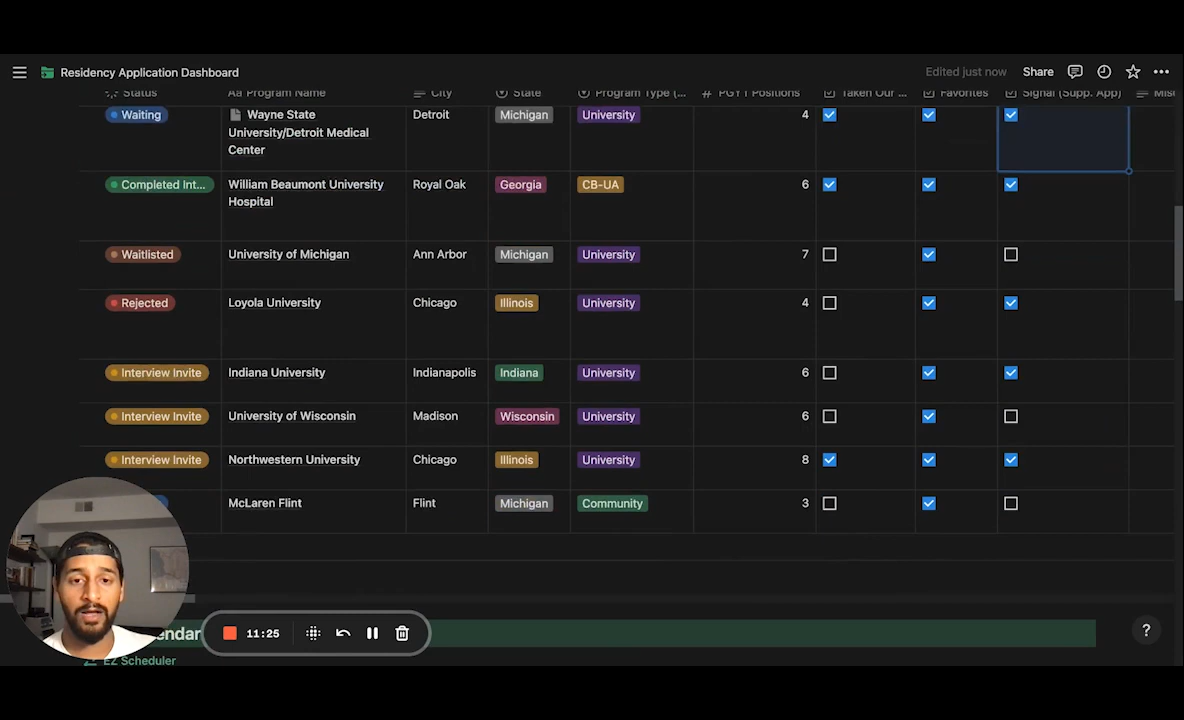 Residency Application Dashboard
Edited just now
Share
Status
Aa Program Name
City
State
Program Type (...
# PGY1 Positions
Taken Our ...
Favorites
Signal (Supp. App)
Waiting
Wayne State
University/Detroit Medical
Center
Detroit
Michigan
University
4
Completed Int...
William Beaumont University
Hospital
Royal Oak
Georgia
CB-UA
6
Waitlisted
University of Michigan
Ann Arbor
Michigan
University
7
Rejected
Loyola University
Chicago
Illinois
University
4
Interview Invite
Indiana University
Indianapolis
Indiana
University
6
Interview Invite
University of Wisconsin
Madison
Wisconsin
University
6
Interview Invite
Northwestern University
Chicago
Illinois
University
8
McLaren Flint
Flint
Michigan
Community
3
11:25
?
EZ Scheduler